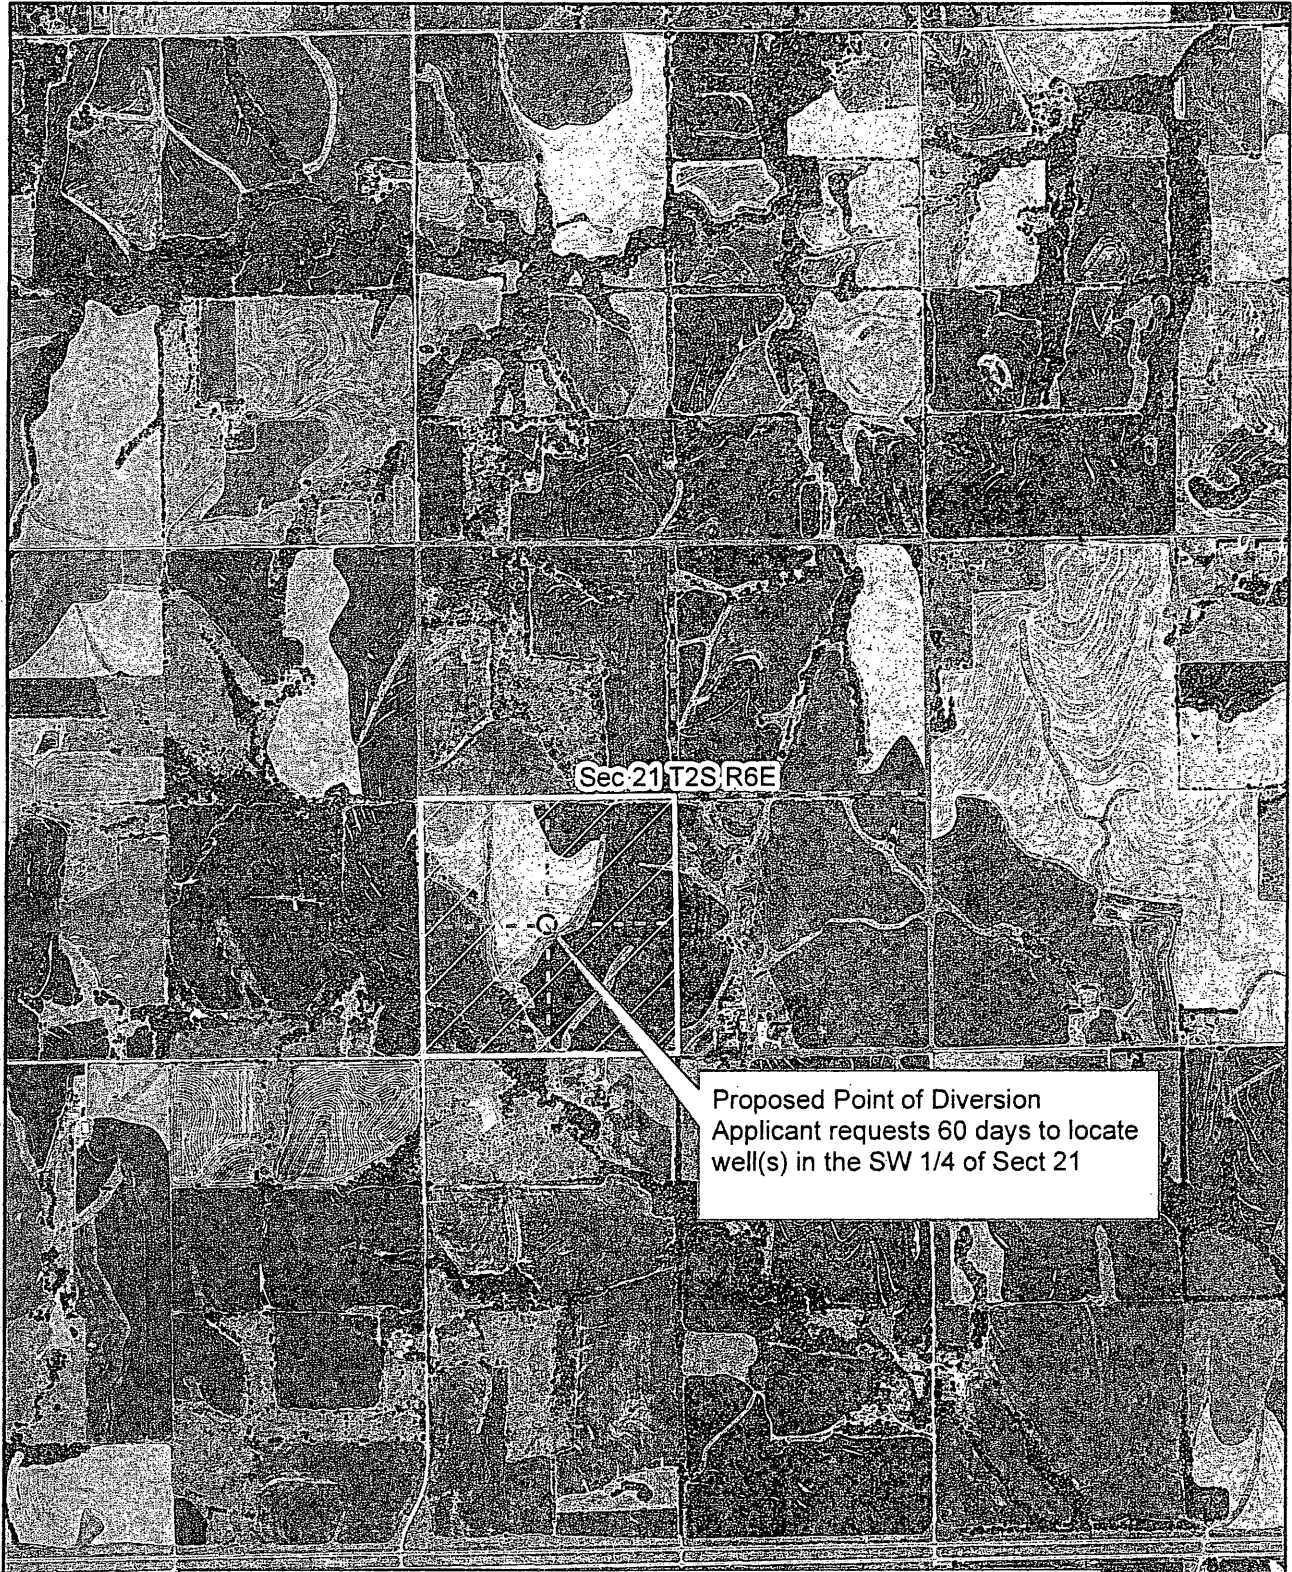 Sec 21 T2S R6E
Proposed Point of Diversion
Applicant requests 60 days to locate
well(s) in the SW 1/4 of Sect 21